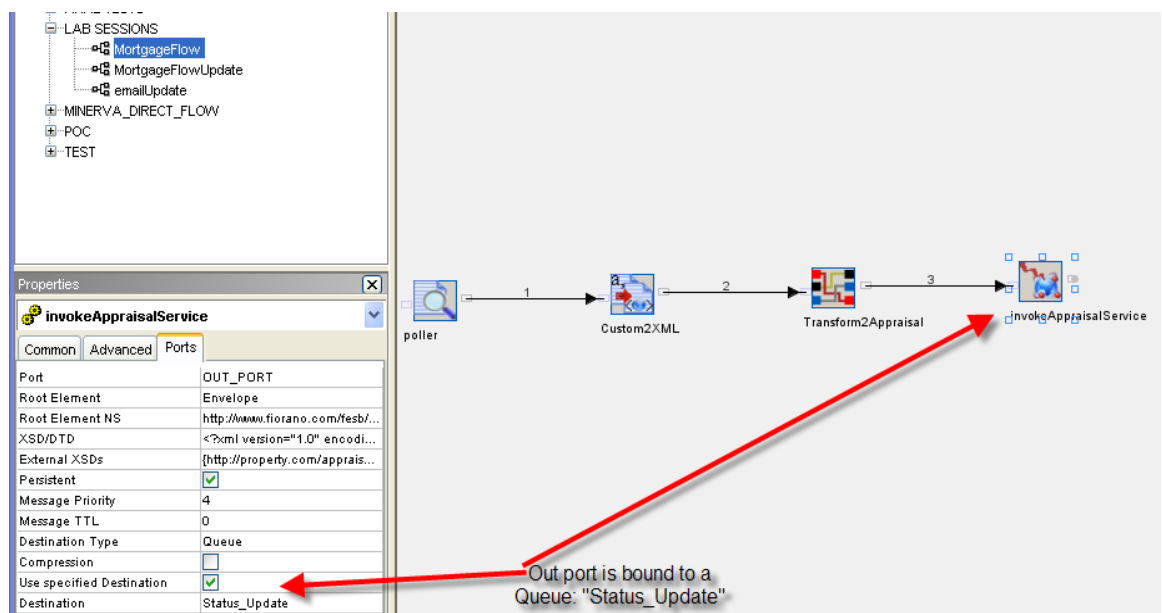 LAB SESSIONS
MortgageFlow
MortgageFlowUpdate
emailUpdate
MINERVA_DIRECT_FLOW
POC
TEST
Properties
invokeAppraisalService
Common Advanced Ports
Port OUT_PORT
Root Element Envelope
Root Element NS http://www.fiorano.com/fesb/...
XSD/DTD <?xml version="1.0" encodi...
External XSDs {http://property.com/apprais...
Persistent
Message Priority 4
Message TTL 0
Destination Type Queue
Compression
Use specified Destination
Destination Status_Update
poller
1
Custom2XML
2
Transform2Appraisal
3
invokeAppraisalService
Out port is bound to a
Queue: "Status_Update"